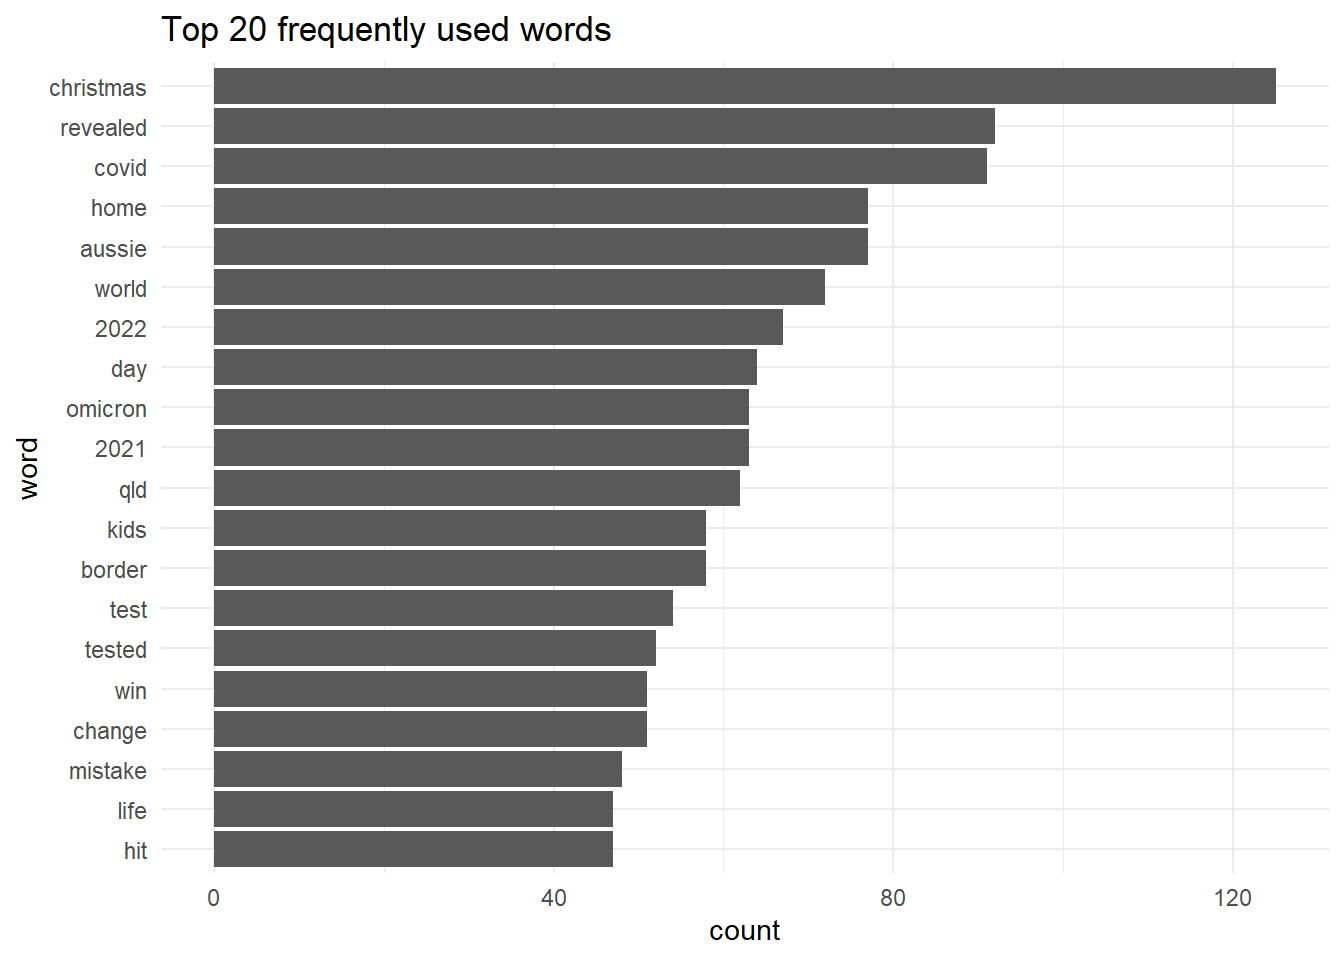 Top 20 frequently used words
christmas
revealed
covid
home
aussie
world
2022
day
omicron
2021
qld
kids
border
test
tested
win
change
mistake
life
hit
word
0 40 80 120
count